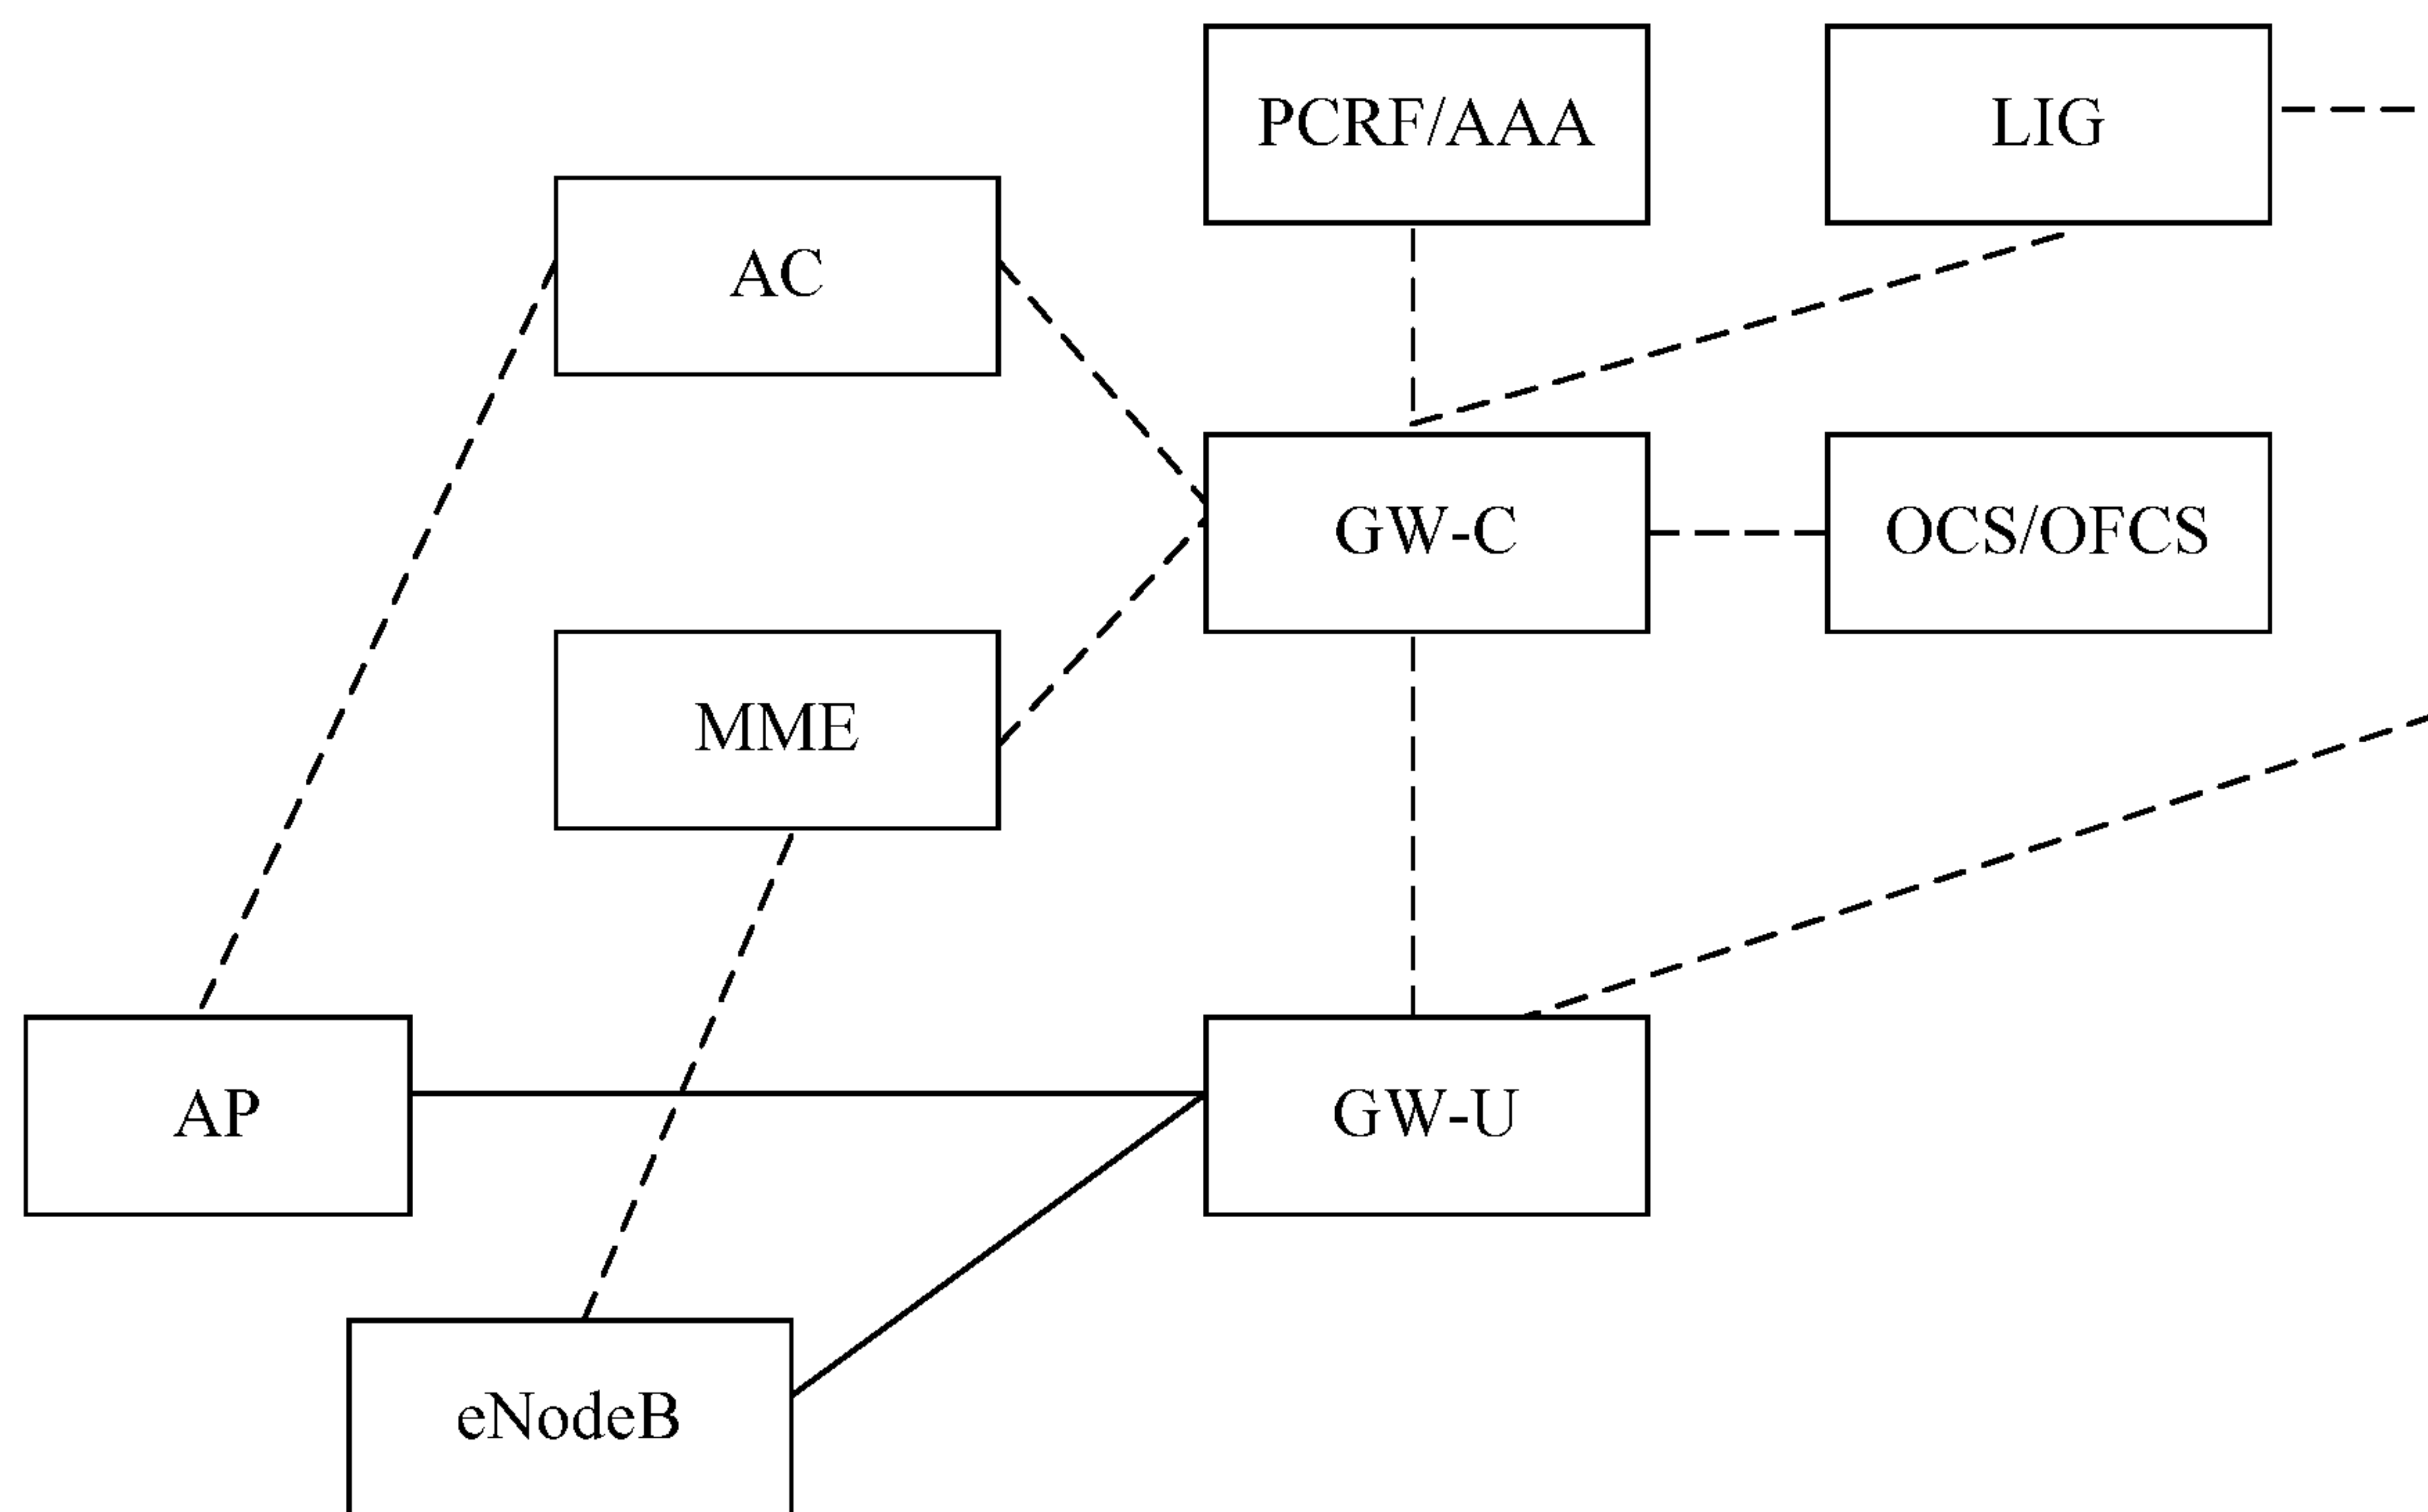 PCRF/AAA
LIG
AC
GW-C
OCS/OFCS
MME
AP
GW-U
eNodeB